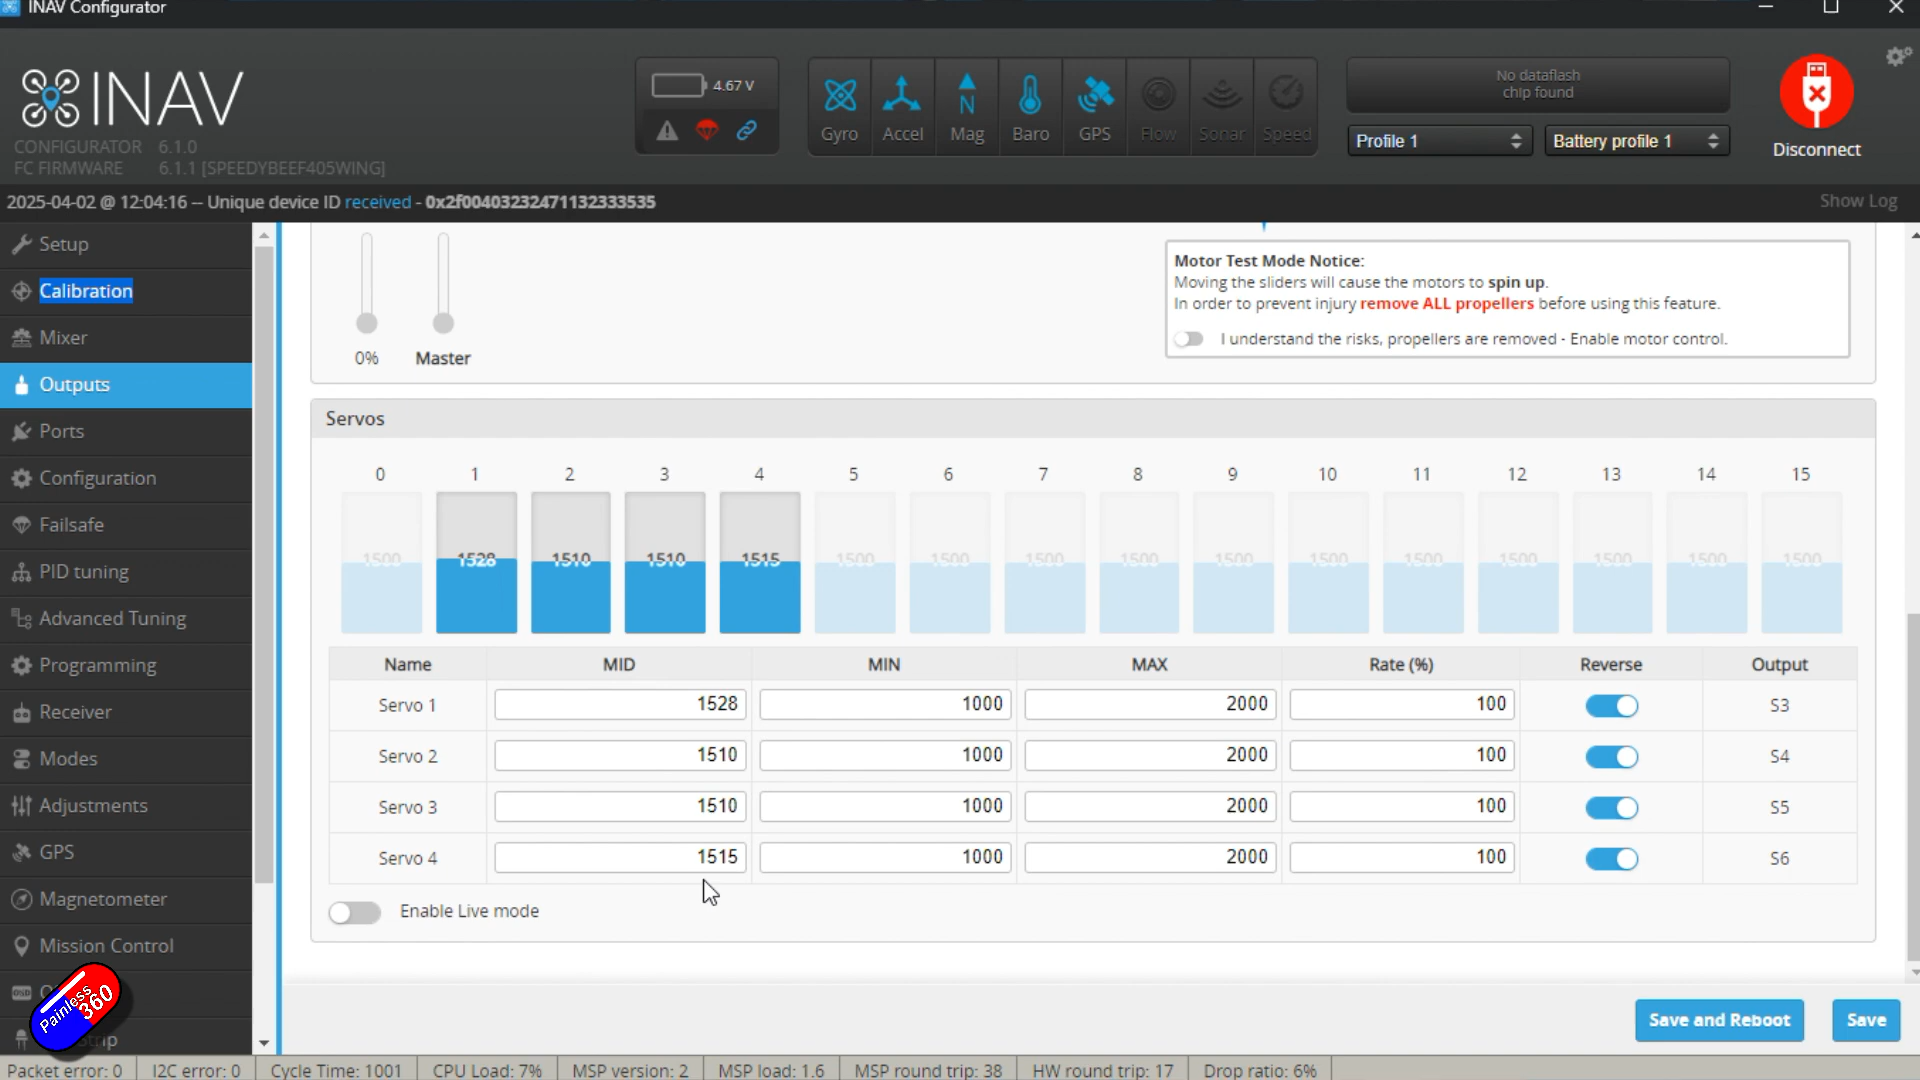 INAV Configurator
INAV
CONFIGURATOR 6.1.0
FC FIRMWARE 6.1.1 [SPEEDYBEEF405WING]
4.67 V
Gyro
Accel
Mag
Baro
GPS
Flow
Sonar
Speed
No dataflash
chip found
Profile 1
Battery profile 1
Disconnect
2025-04-02 @ 12:04:16 -- Unique device ID received - 0x2f00403232471132333535
Show Log
Setup
Calibration
Mixer
Outputs
Ports
Configuration
Failsafe
PID tuning
Advanced Tuning
Programming
Receiver
Modes
Adjustments
GPS
Magnetometer
Mission Control
Painless
360
0% Master
Motor Test Mode Notice:
Moving the sliders will cause the motors to spin up.
In order to prevent injury remove ALL propellers before using this feature.
I understand the risks, propellers are removed - Enable motor control.
Servos
0 1 2 3 4 5 6 7 8 9 10 11 12 13 14 15
1500 1528 1510 1510 1515 1500 1500 1500 1500 1500 1500 1500 1500 1500 1500 1500
Name MID MIN MAX Rate (%) Reverse Output
Servo 1 1528 1000 2000 100 S3
Servo 2 1510 1000 2000 100 S4
Servo 3 1510 1000 2000 100 S5
Servo 4 1515 1000 2000 100 S6
Enable Live mode
Save and Reboot
Save
Packet error: 0 I2C error: 0 Cycle Time: 1001 CPU Load: 7% MSP version: 2 MSP load: 1.6 MSP round trip: 38 HW round trip: 17 Drop ratio: 6%